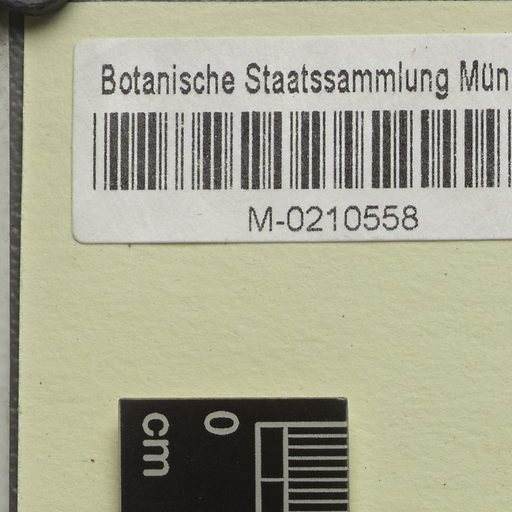 Botanische Staatssammlung Mün
M-0210558
0
cm